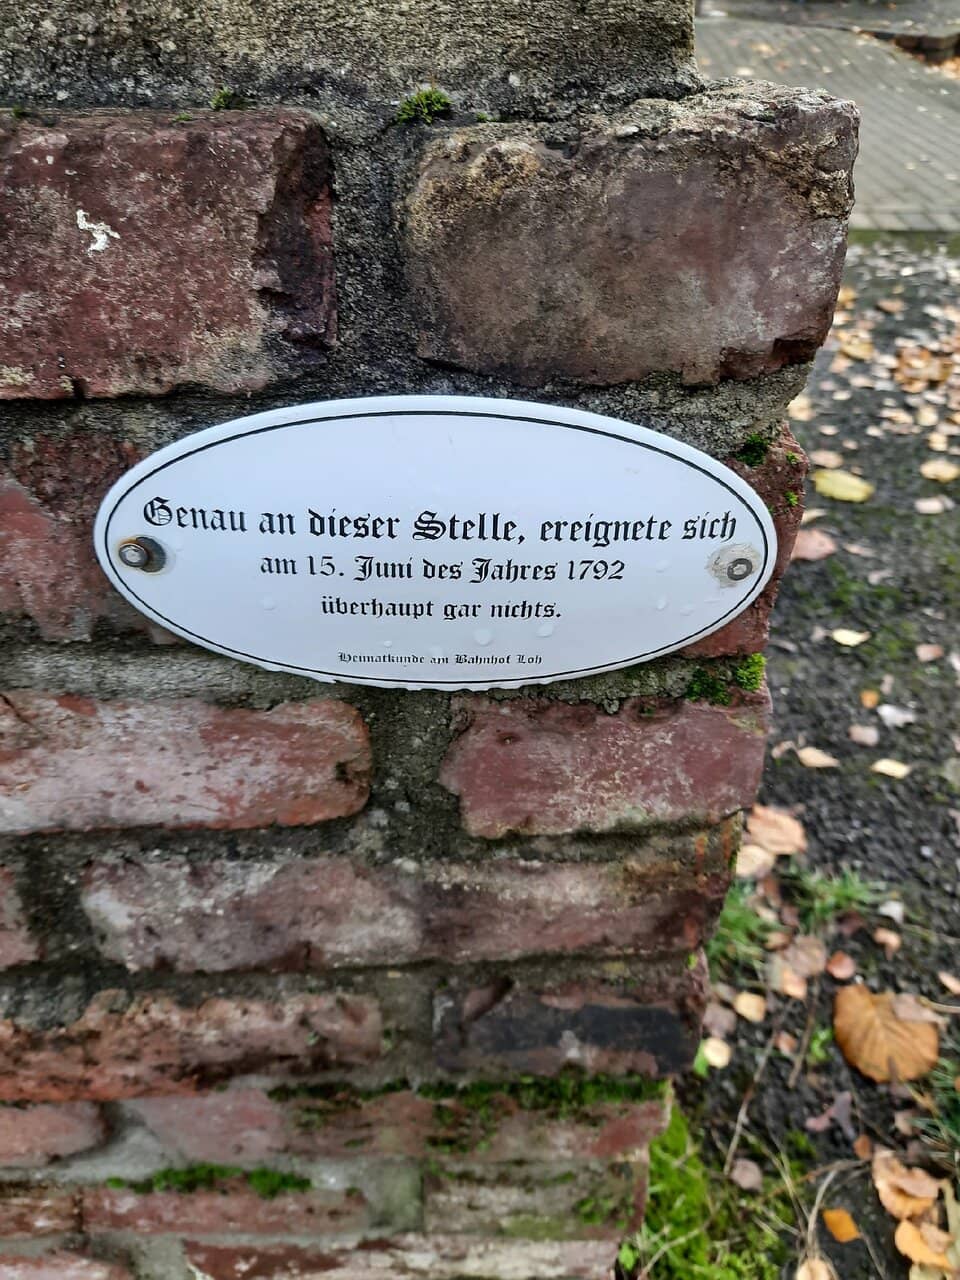 Genau an dieser Stelle, ereignete sich
am 15. Juni des Jahres 1792
überhaupt gar nichts.
Heimatkunde am Bahnhof Loh